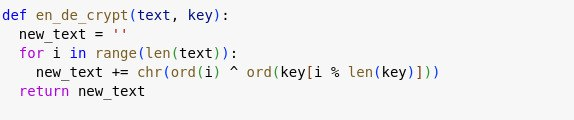 def en_de_crypt(text, key):
  new_text = ''
  for i in range(len(text)):
    new_text += chr(ord(i) ^ ord(key[i % len(key)]))
  return new_text